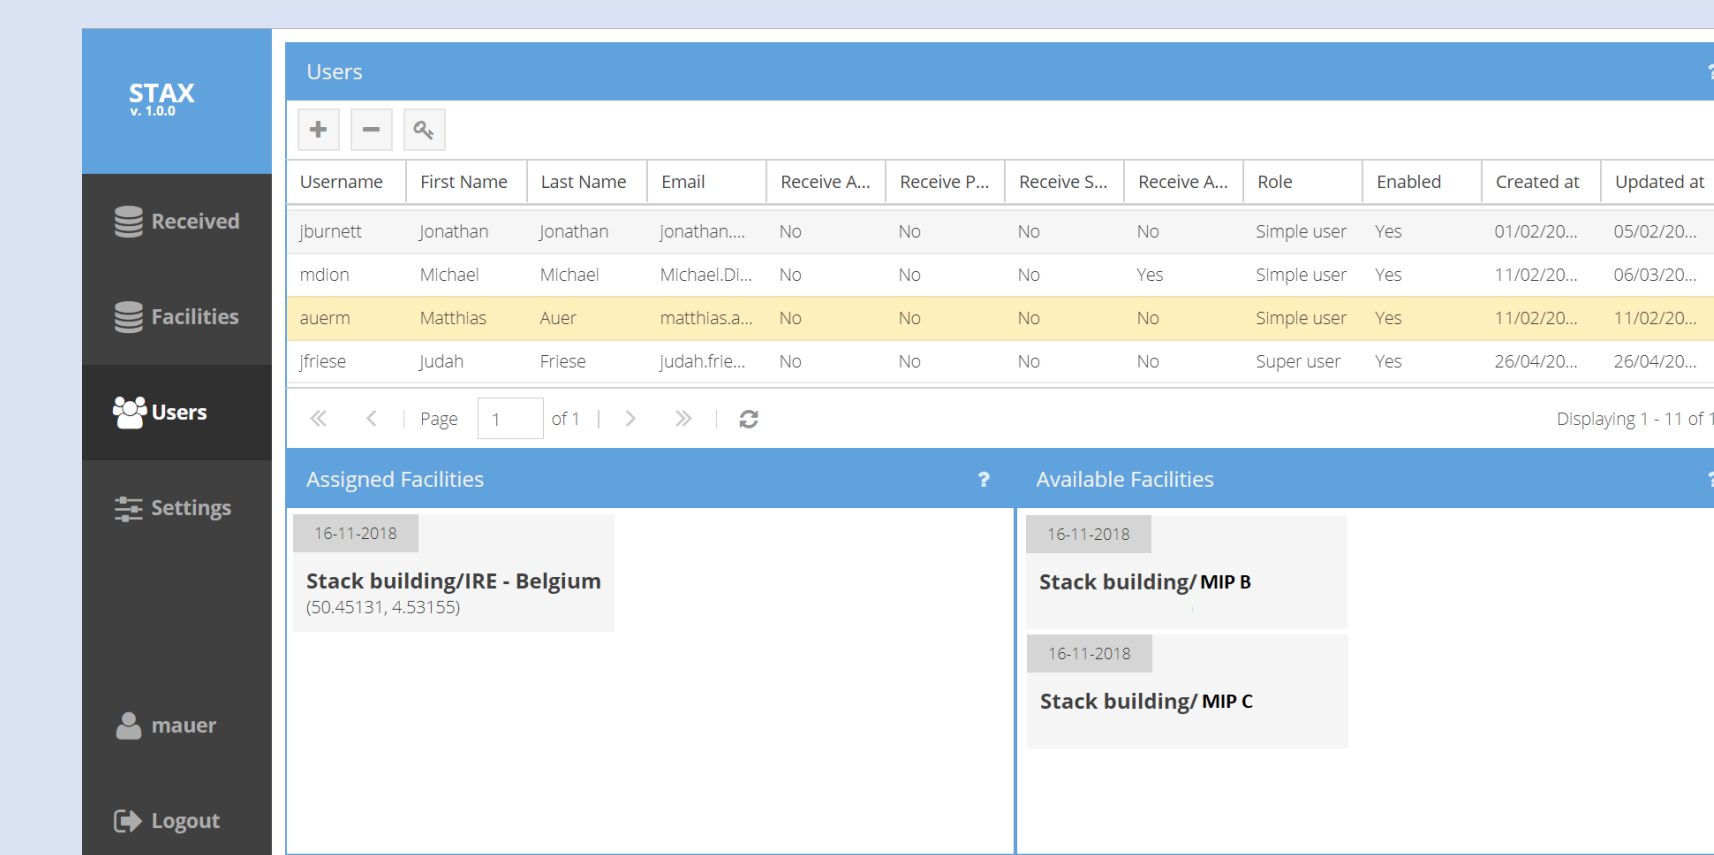 STAX
v. 1.0.0
Received
Facilities
Users
Settings
mauer
Logout
Users
Username First Name Last Name Email Receive A... Receive P... Receive S... Receive A... Role Enabled Created at Updated at
jburnett Jonathan Jonathan jonathan.... No No No No Simple user Yes 01/02/20... 05/02/20...
mdion Michael Michael Michael.Di... No No No Yes Simple user Yes 11/02/20... 06/03/20...
auerm Matthias Auer matthias.a... No No No No Simple user Yes 11/02/20... 11/02/20...
jfriese Judah Friese judah.frie... No No No No Super user Yes 26/04/20... 26/04/20...
Page 1 of 1 Displaying 1 - 11 of 1
Assigned Facilities ?
16-11-2018
Stack building/IRE - Belgium
(50.45131, 4.53155)
Available Facilities ?
16-11-2018
Stack building/ MIP B
16-11-2018
Stack building/ MIP C